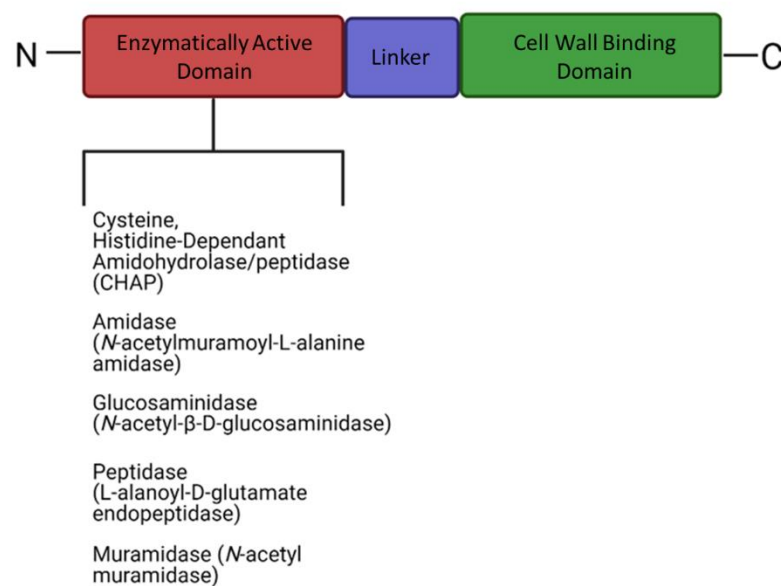 N
Enzymatically Active
Domain
Linker
Cell Wall Binding
Domain
C
Cysteine,
Histidine-Dependant
Amidohydrolase/peptidase
(CHAP)
Amidase
(N-acetylmuramoyl-L-alanine
amidase)
Glucosaminidase
(N-acetyl-β-D-glucosaminidase)
Peptidase
(L-alanoyl-D-glutamate
endopeptidase)
Muramidase (N-acetyl
muramidase)